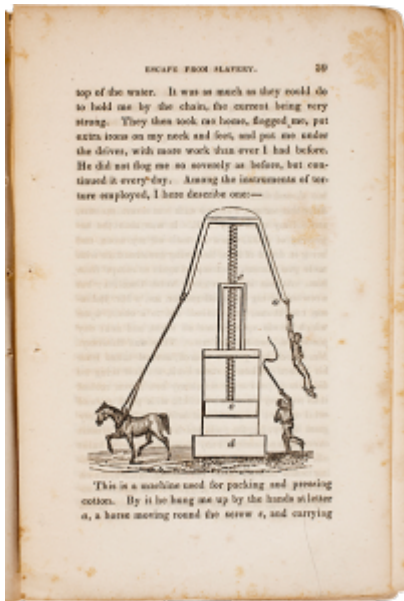 ESCAPE FROM SLAVERY. 39
top of the water. It was as much as they could do
to hold me by the chain, the current being very
strong. They then took me home, flogged me, put
extra irons on my neck and feet, and put me under
the driver, with more work than ever I had before.
He did not flog me so severely as before, but con-
tinued it every day. Among the instruments of tor-
ture employed, I here describe one:—
c
a
e
d
This is a machine used for packing and pressing
cotton. By it he hung me up by the hands at letter
a, a horse moving round the screw e, and carrying